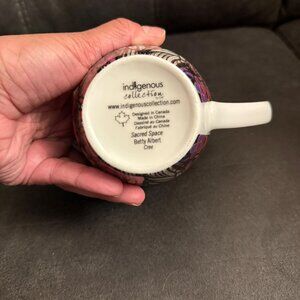 indigenous
collection
www.indigenouscollection.com
Designed in Canada
Made in China
Dessiné au Canada
Fabriqué au Chine
Sacred Space
Betty Albert
Cree